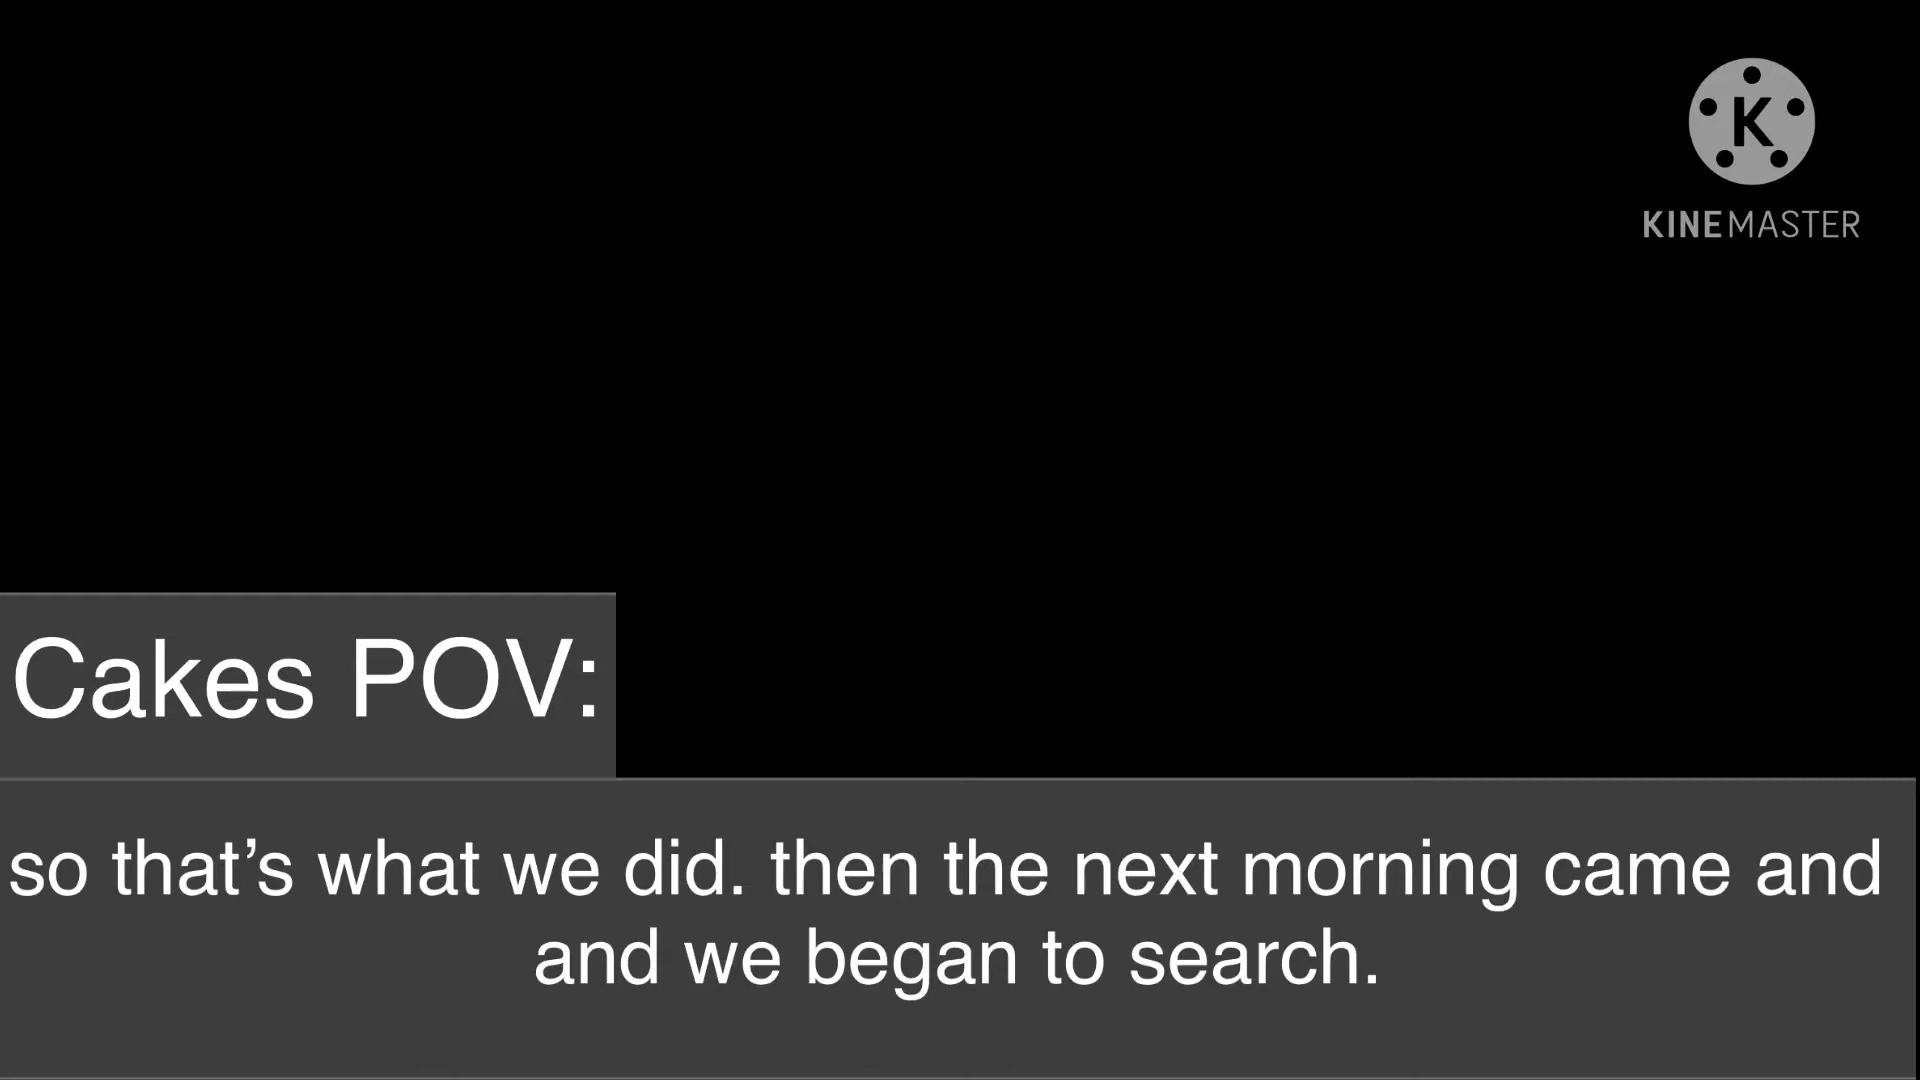 K
KINEMASTER
Cakes POV:
so that’s what we did. then the next morning came and
and we began to search.